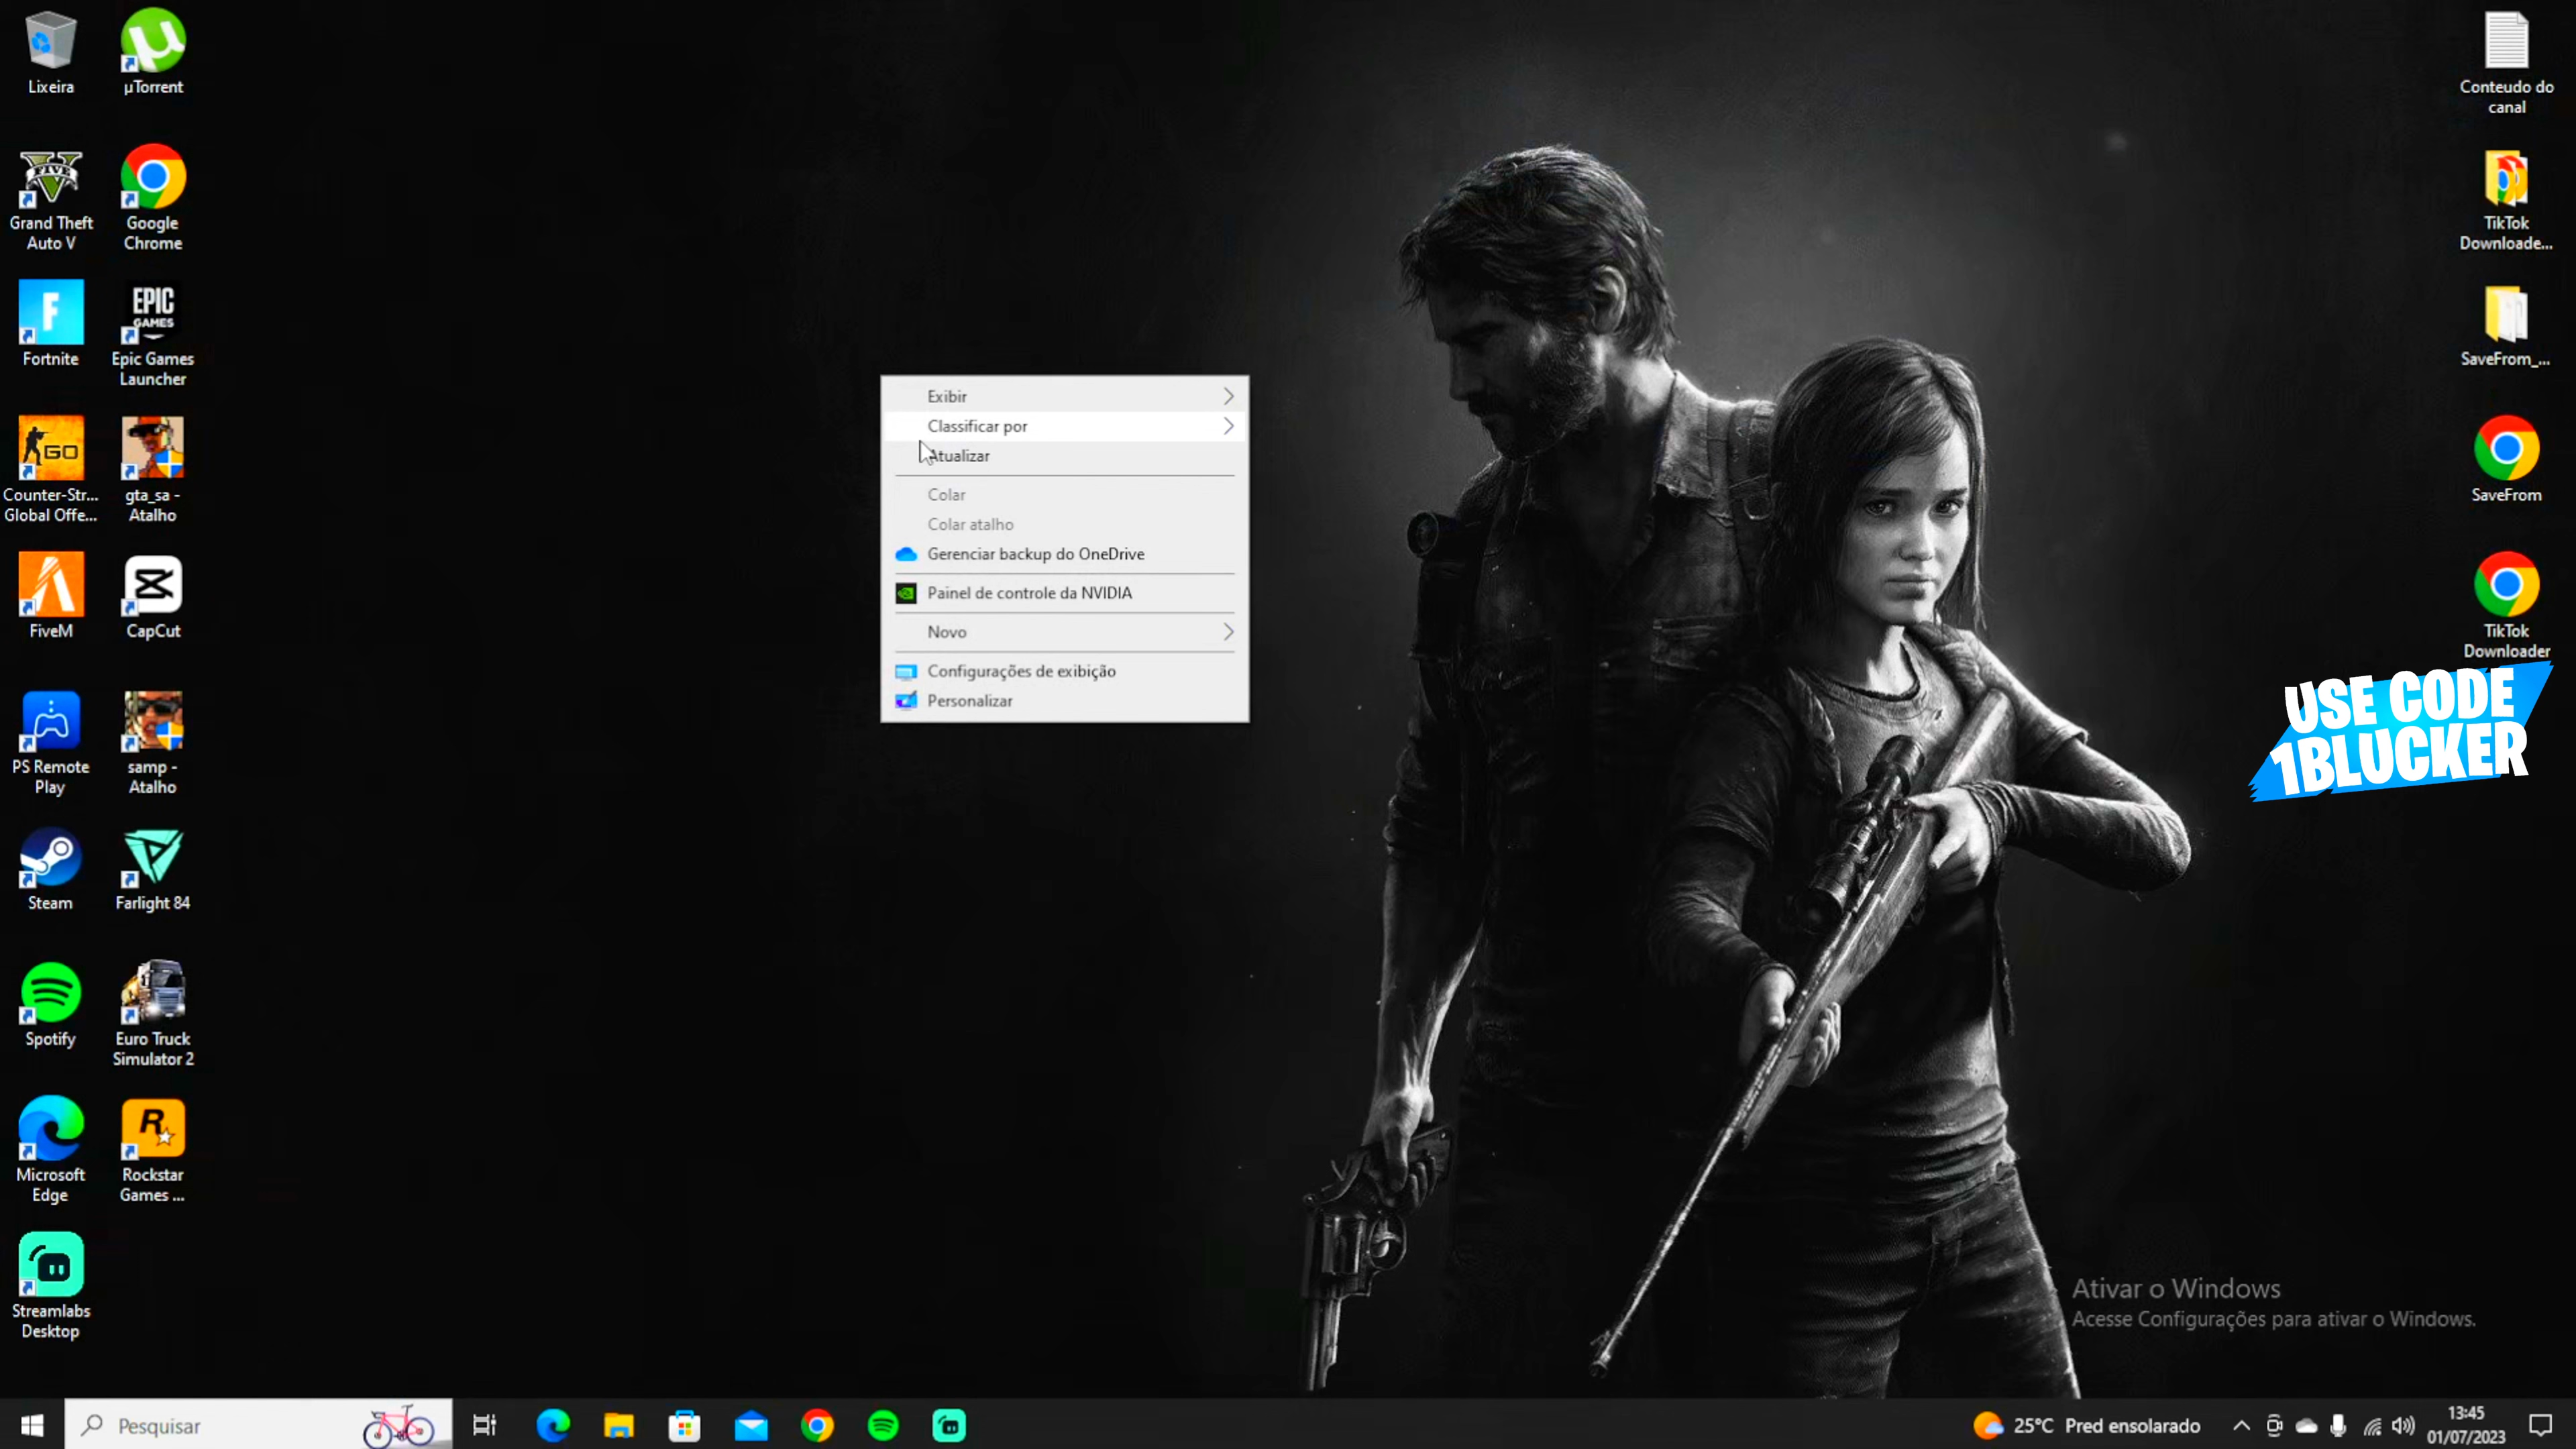 Lixeira
µTorrent
Grand Theft
Auto V
Google
Chrome
Fortnite
EPIC
GAMES
Epic Games
Launcher
GO
Counter-Str...
Global Offe...
gta_sa -
Atalho
FiveM
CapCut
PS Remote
Play
samp -
Atalho
Steam
Farlight 84
Spotify
Euro Truck
Simulator 2
Microsoft
Edge
Rockstar
Games ...
Streamlabs
Desktop
Exibir
Classificar por
Atualizar
Colar
Colar atalho
Gerenciar backup do OneDrive
Painel de controle da NVIDIA
Novo
Configurações de exibição
Personalizar
Conteudo do
canal
TikTok
Downloade...
SaveFrom_...
SaveFrom
TikTok
Downloader
USE CODE
1BLUCKER
Ativar o Windows
Acesse Configurações para ativar o Windows.
Pesquisar
25°C Pred ensolarado
13:45
01/07/2023